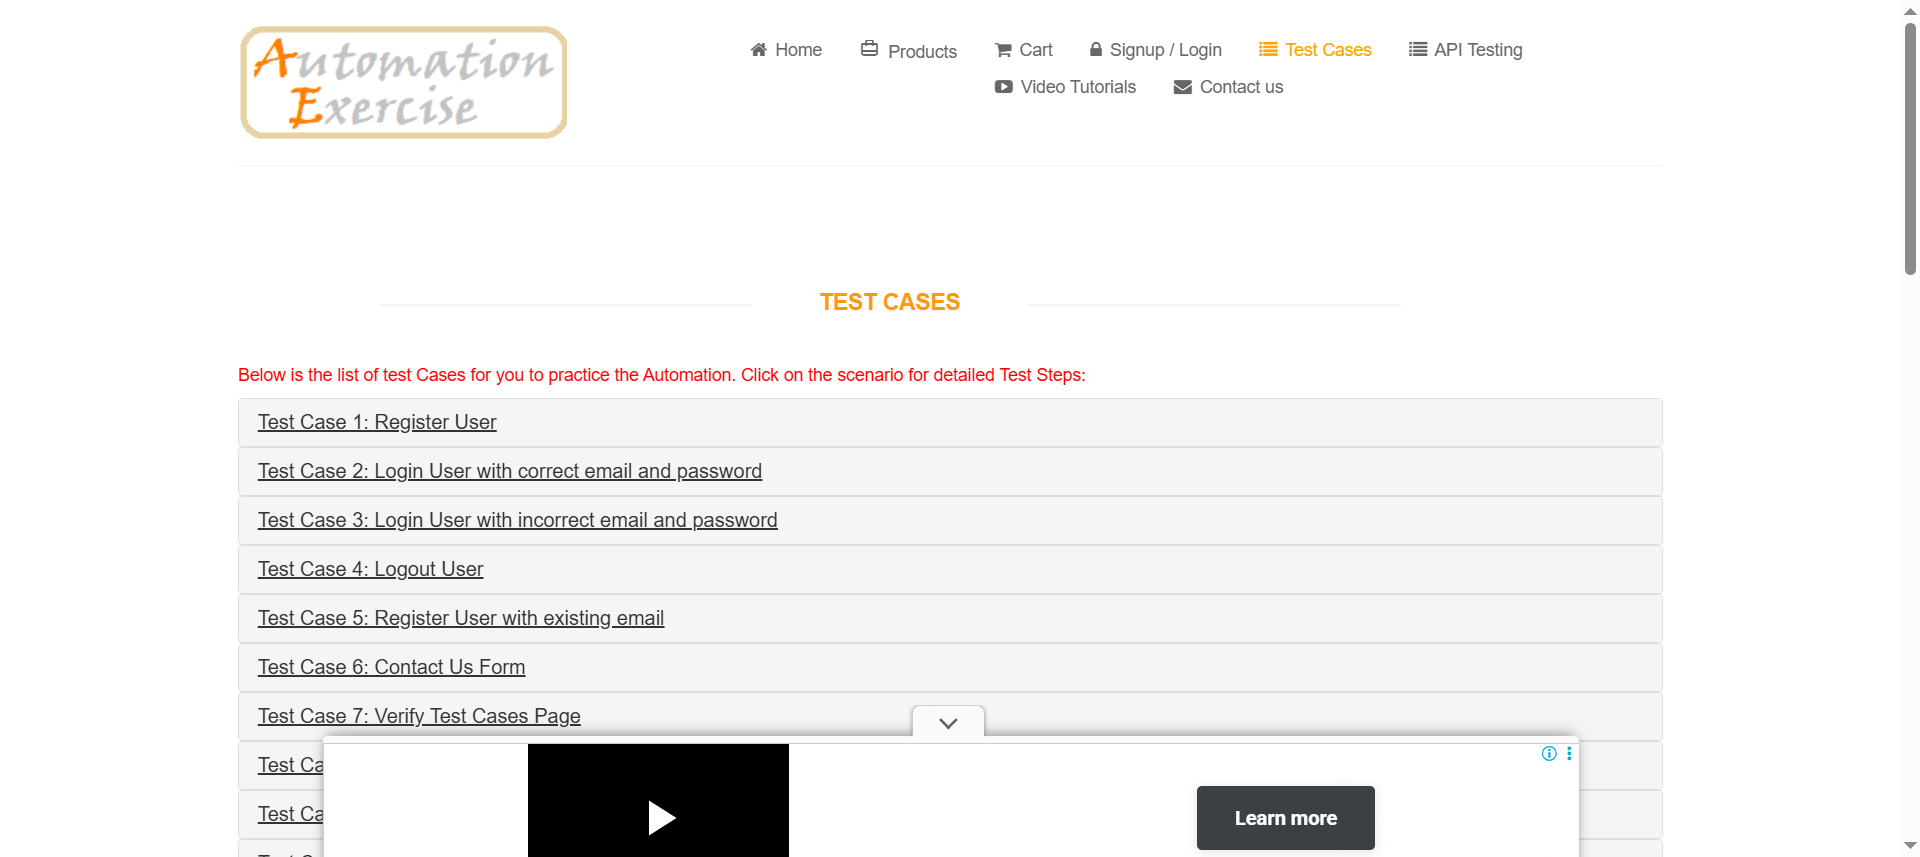 Automation
Exercise
Home Products Cart Signup / Login Test Cases API Testing
Video Tutorials Contact us
TEST CASES
Below is the list of test Cases for you to practice the Automation. Click on the scenario for detailed Test Steps:
Test Case 1: Register User
Test Case 2: Login User with correct email and password
Test Case 3: Login User with incorrect email and password
Test Case 4: Logout User
Test Case 5: Register User with existing email
Test Case 6: Contact Us Form
Test Case 7: Verify Test Cases Page
Test Ca
Test Ca
Learn more